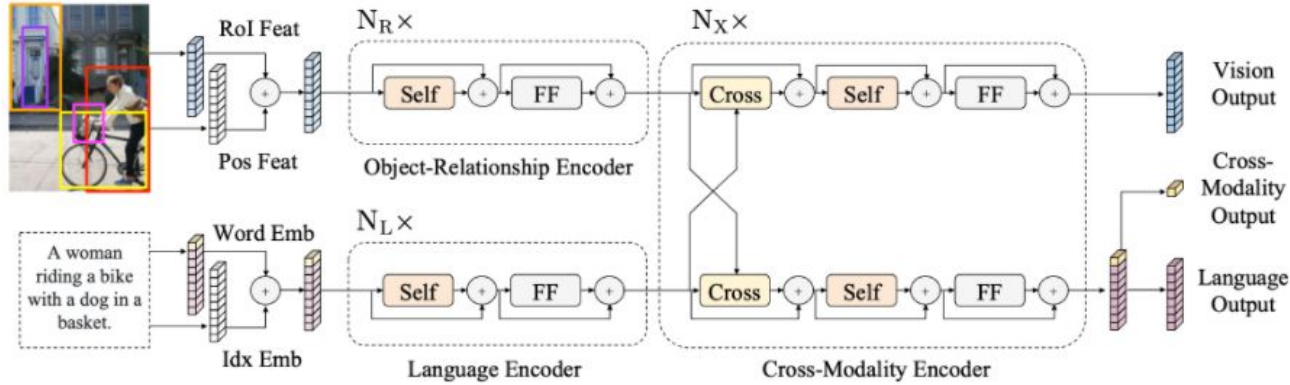 RoI Feat
Pos Feat
N_R×
Self
+
FF
+
Object-Relationship Encoder
N_X×
Cross
+
Self
+
FF
+
Vision
Output
Cross-
Modality
Output
A woman
riding a bike
with a dog in a
basket.
Word Emb
+
Idx Emb
N_L×
Self
+
FF
+
Language Encoder
Cross
+
Self
+
FF
+
Cross-Modality Encoder
Language
Output